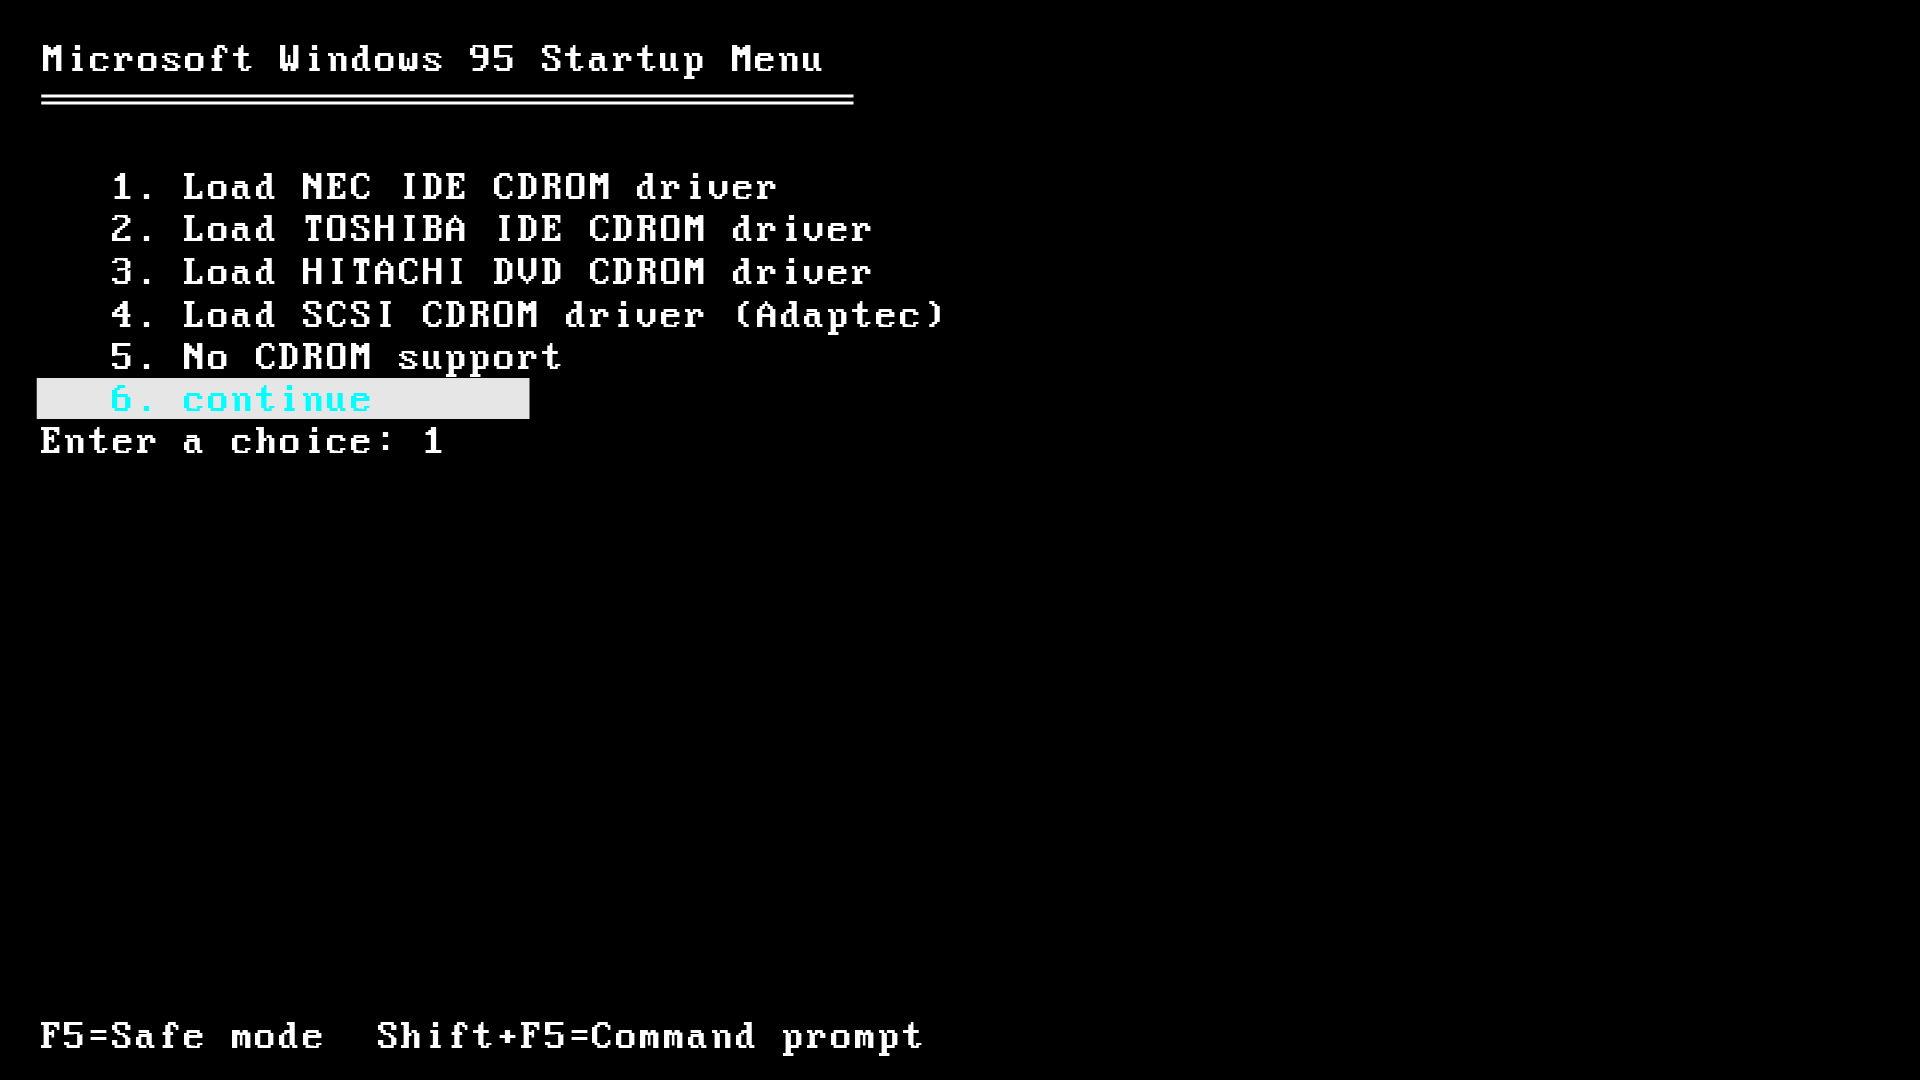 Microsoft Windows 95 Startup Menu
1. Load NEC IDE CDROM driver
2. Load TOSHIBA IDE CDROM driver
3. Load HITACHI DVD CDROM driver
4. Load SCSI CDROM driver (Adaptec)
5. No CDROM support
6. continue
Enter a choice: 1
F5=Safe mode  Shift+F5=Command prompt